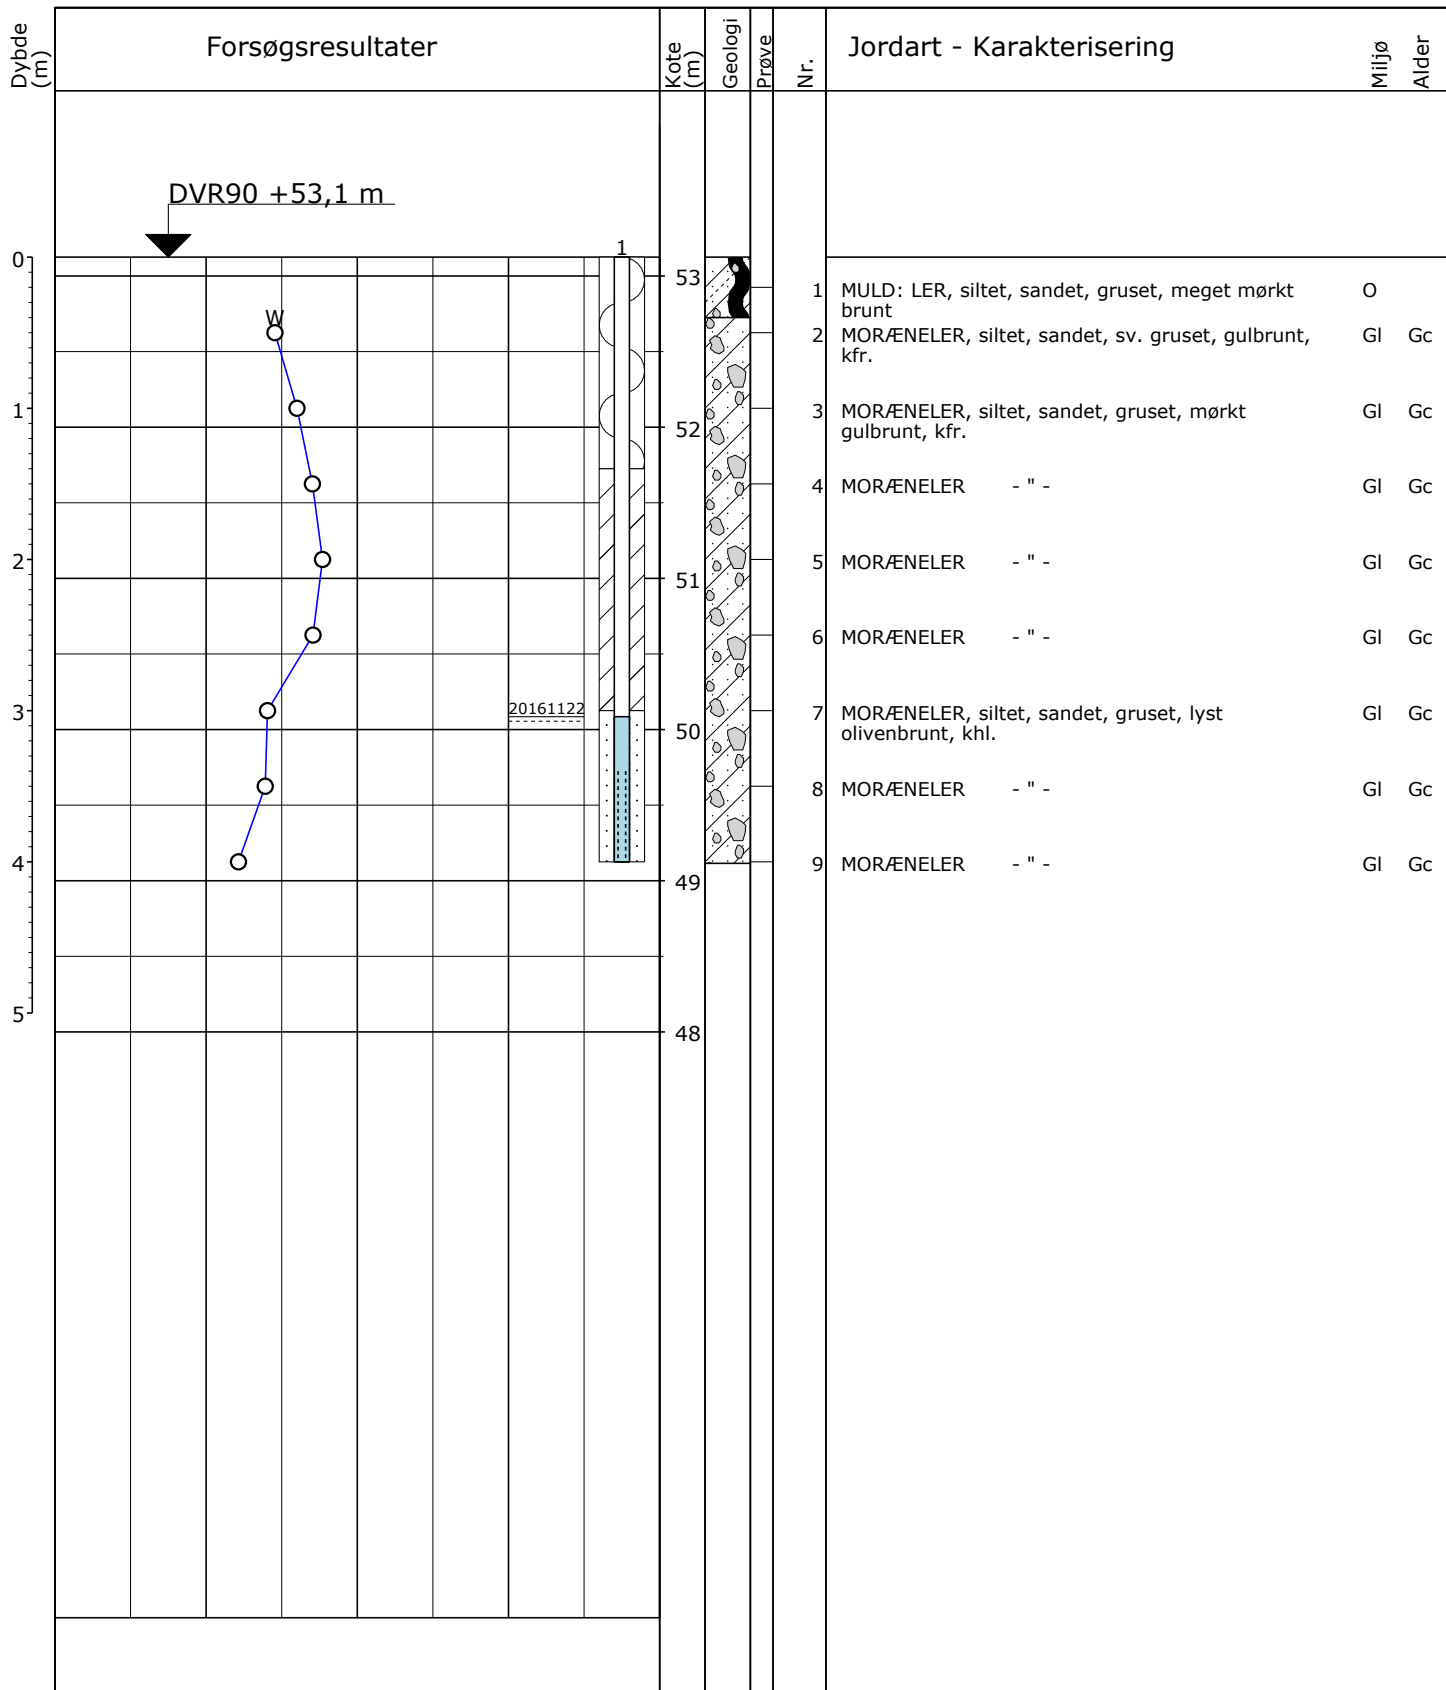 Dybde (m)
Forsøgsresultater
Kote (m)
Geologi
Prøve
Nr.
Jordart - Karakterisering
Miljø
Alder
DVR90 +53,1 m
1
0
53
W
1 MULD: LER, siltet, sandet, gruset, meget mørkt
brunt
O
2 MORÆNELER, siltet, sandet, sv. gruset, gulbrunt,
kfr.
Gl Gc
1
52
3 MORÆNELER, siltet, sandet, gruset, mørkt
gulbrunt, kfr.
Gl Gc
4 MORÆNELER - " - Gl Gc
2
51
5 MORÆNELER - " - Gl Gc
6 MORÆNELER - " - Gl Gc
3
20161122
50
7 MORÆNELER, siltet, sandet, gruset, lyst
olivenbrunt, khl.
Gl Gc
8 MORÆNELER - " - Gl Gc
4
49
9 MORÆNELER - " - Gl Gc
5
48